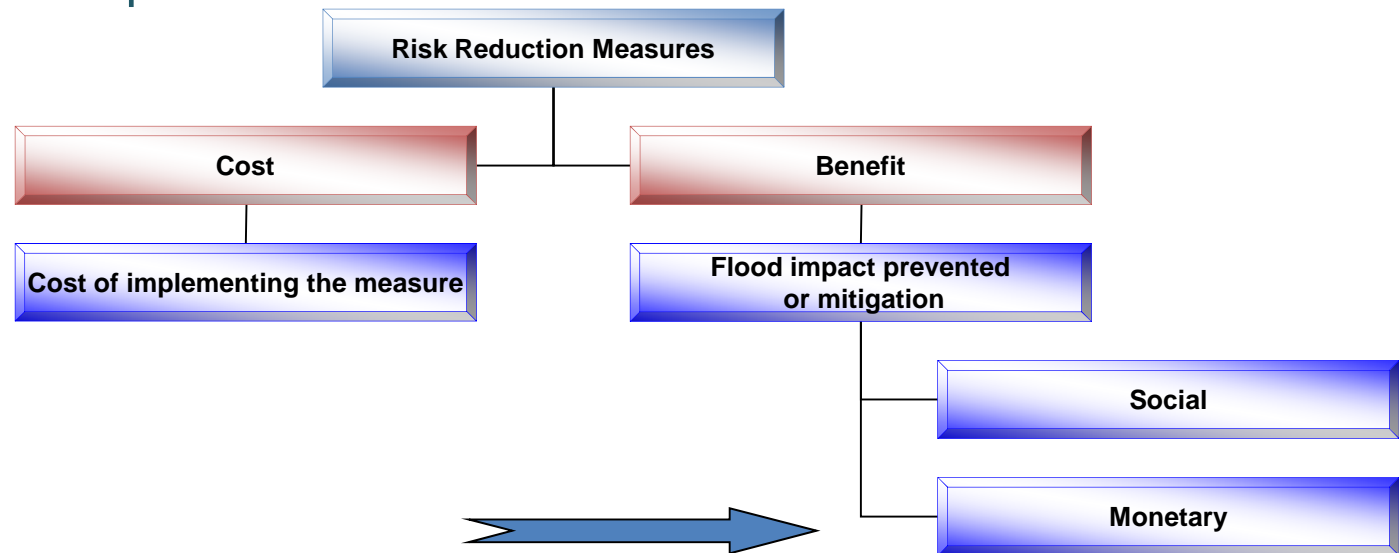 Risk Reduction Measures
Cost
Benefit
Cost of implementing the measure
Flood impact prevented
or mitigation
Social
Monetary